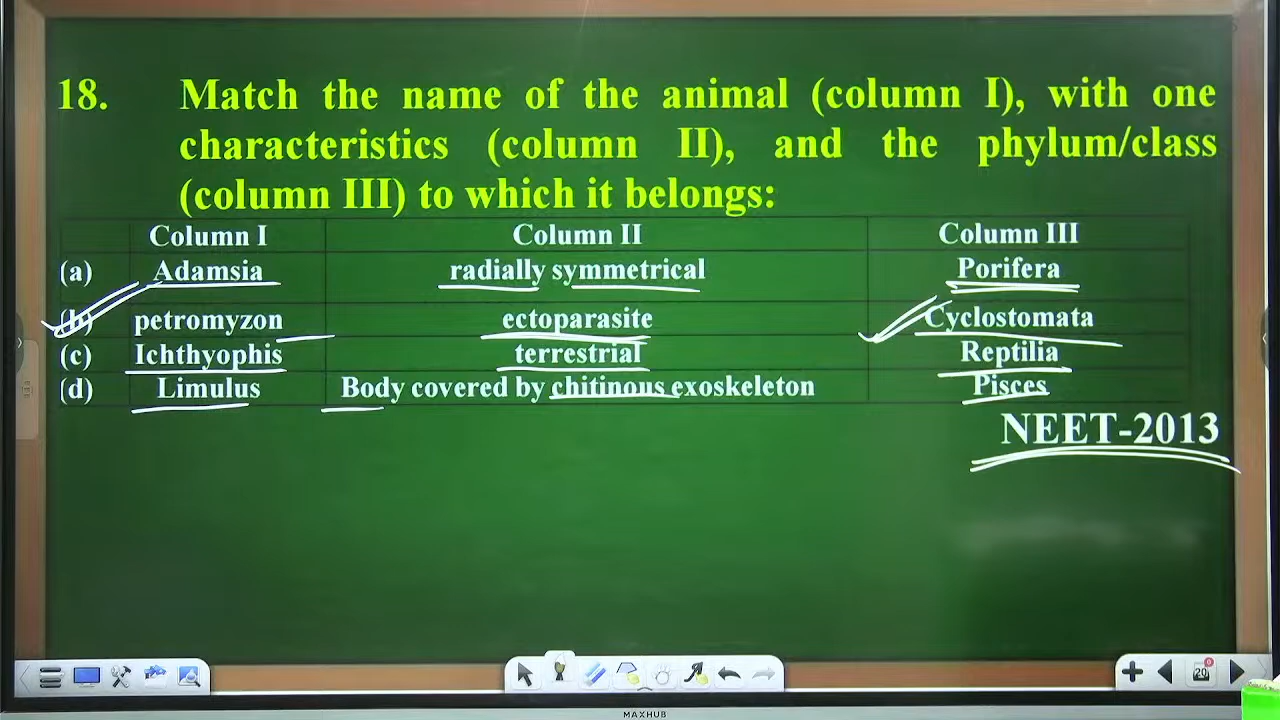 18. Match the name of the animal (column I), with one
characteristics (column II), and the phylum/class
(column III) to which it belongs:
Column I Column II Column III
(a) Adamsia radially symmetrical Porifera
(b) petromyzon ectoparasite Cyclostomata
(c) Ichthyophis terrestrial Reptilia
(d) Limulus Body covered by chitinous exoskeleton Pisces
NEET-2013
20
MAXHUB